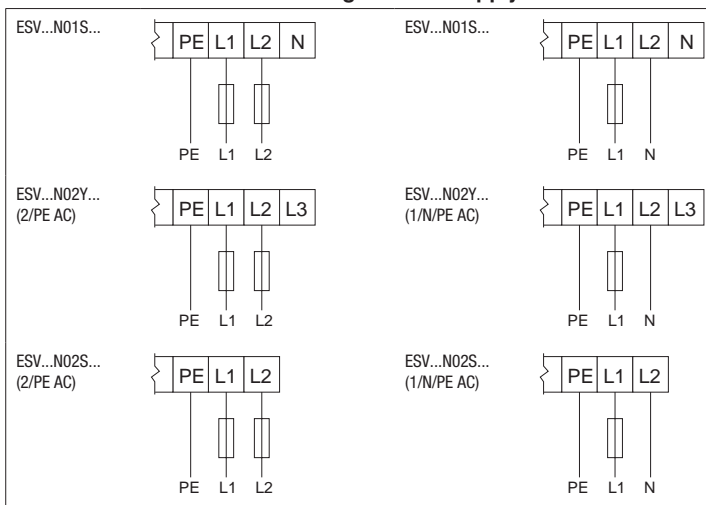 ESV...N01S...
PE L1 L2 N
PE L1 L2
ESV...N01S...
PE L1 L2 N
PE L1 N
ESV...N02Y...
(2/PE AC)
PE L1 L2 L3
PE L1 L2
ESV...N02Y...
(1/N/PE AC)
PE L1 L2 L3
PE L1 N
ESV...N02S...
(2/PE AC)
PE L1 L2
PE L1 L2
ESV...N02S...
(1/N/PE AC)
PE L1 L2
PE L1 N